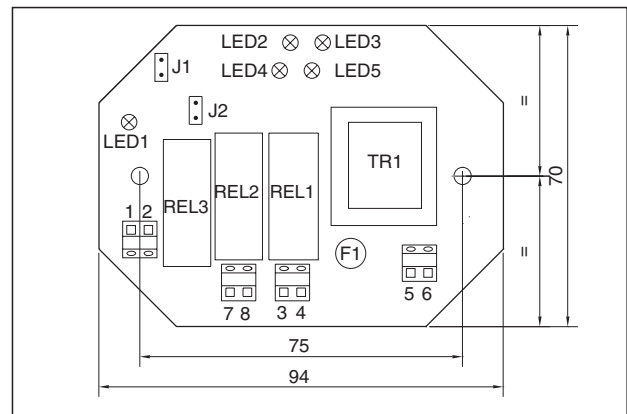 LED2 LED3
LED4 LED5
J1
J2
LED1
TR1
REL3 REL2 REL1
1 2
F1
=
70
=
5 6
7 8 3 4
75
94